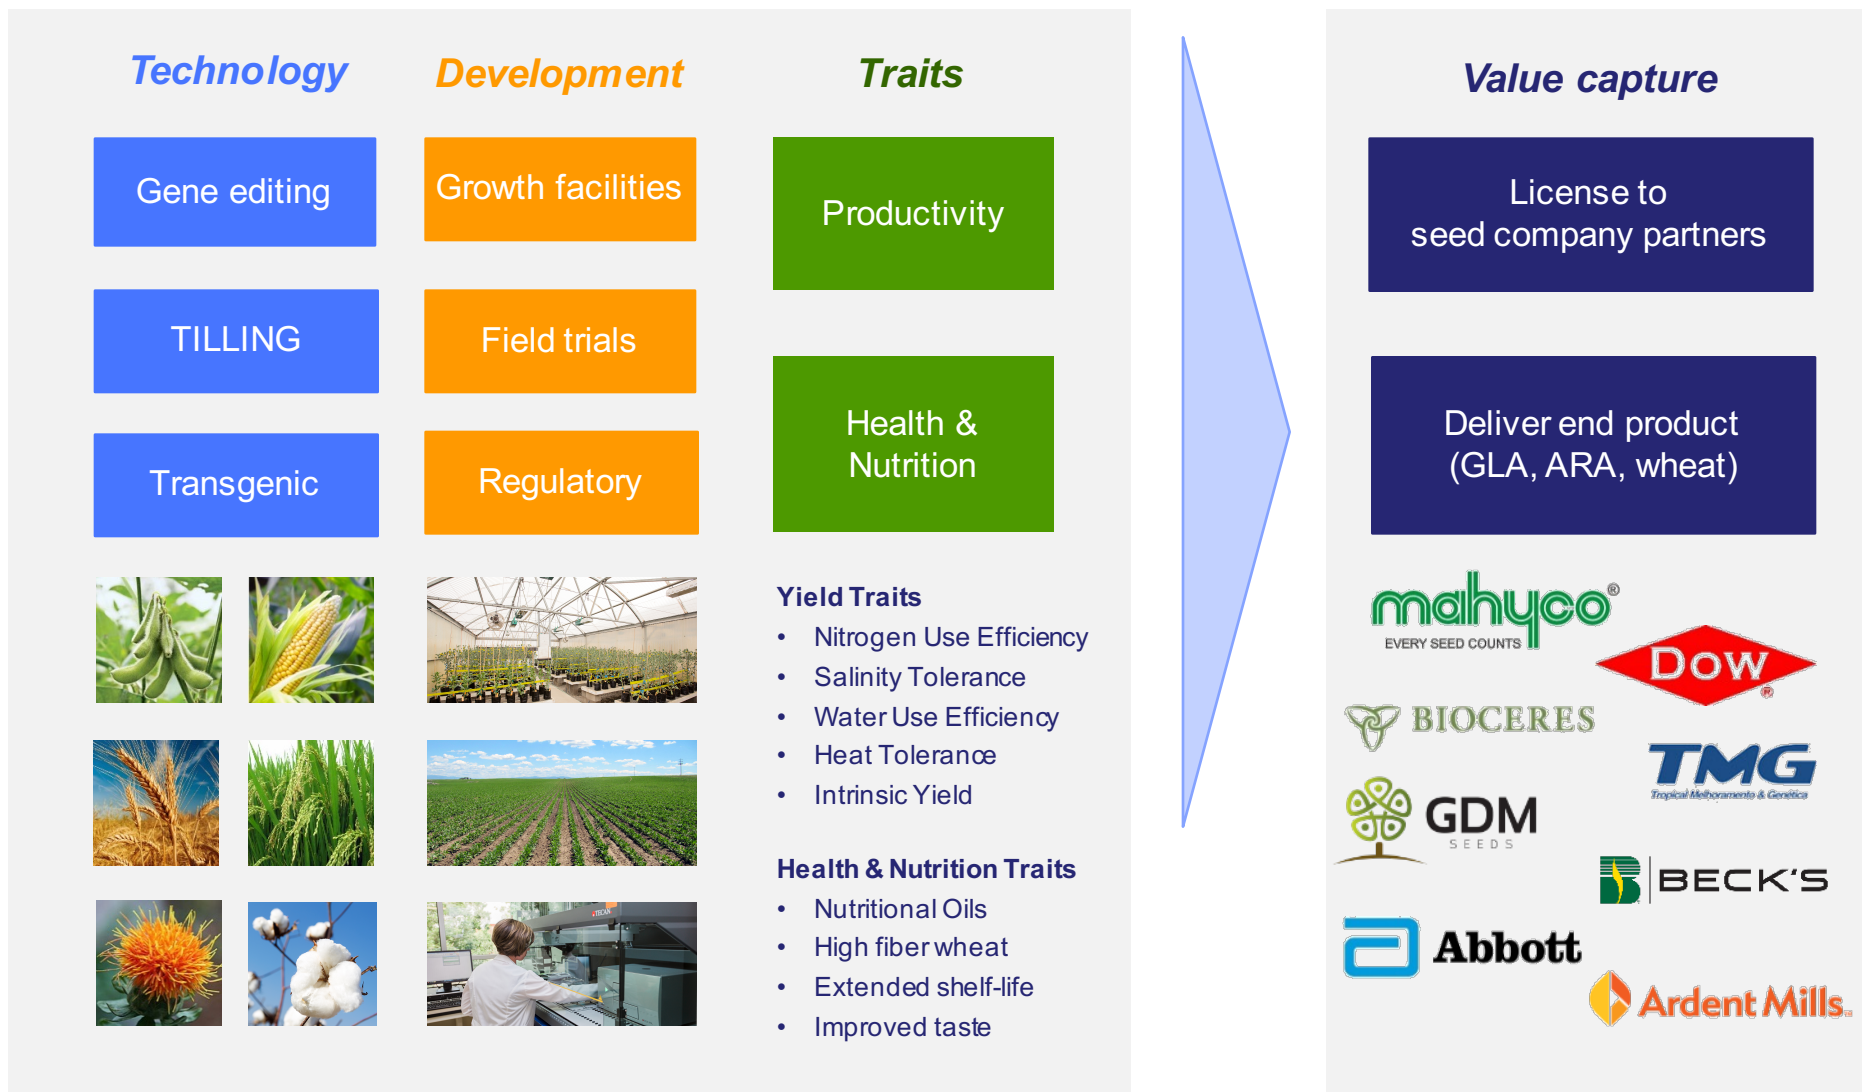 Technology
Gene editing
TILLING
Transgenic
Development
Growth facilities
Field trials
Regulatory
TECAN
Traits
Productivity
Health &
Nutrition
Yield Traits
• Nitrogen Use Efficiency
• Salinity Tolerance
• Water Use Efficiency
• Heat Tolerance
• Intrinsic Yield
Health & Nutrition Traits
• Nutritional Oils
• High fiber wheat
• Extended shelf-life
• Improved taste
Value capture
License to
seed company partners
Deliver end product
(GLA, ARA, wheat)
mahyco®
EVERY SEED COUNTS
DOW®
BIOCERES
TMG
Tropical Melhoramento & Genética
GDM
SEEDS
BECK'S
Abbott
Ardent Mills